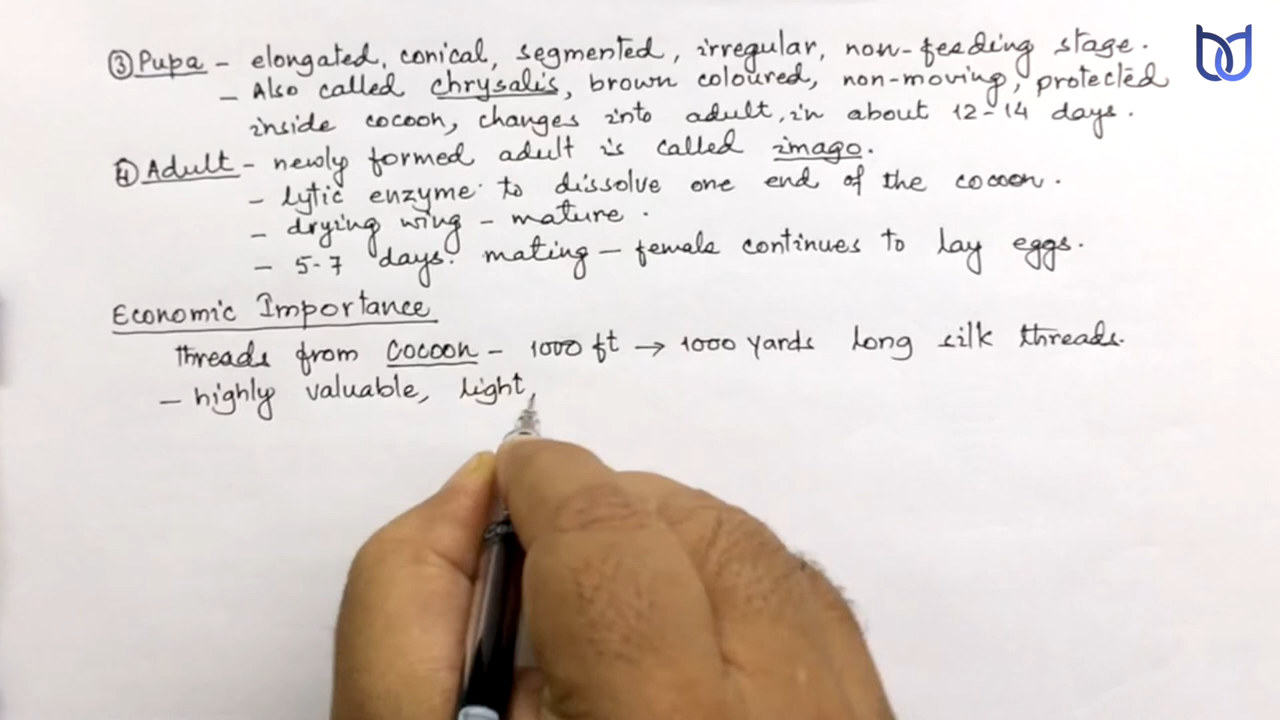 ③ Pupa - elongated, conical, segmented, irregular, non-feeding stage.
- Also called chrysalis, brown coloured, non-moving, protected
inside cocoon, changes into adult, in about 12-14 days.
④ Adult - newly formed adult is called imago.
- lytic enzyme to dissolve one end of the cocoon.
- drying wing - mature.
- 5-7 days. mating - female continues to lay eggs.
Economic Importance
threads from cocoon - 1000 ft → 1000 yards long silk threads.
- highly valuable, light,